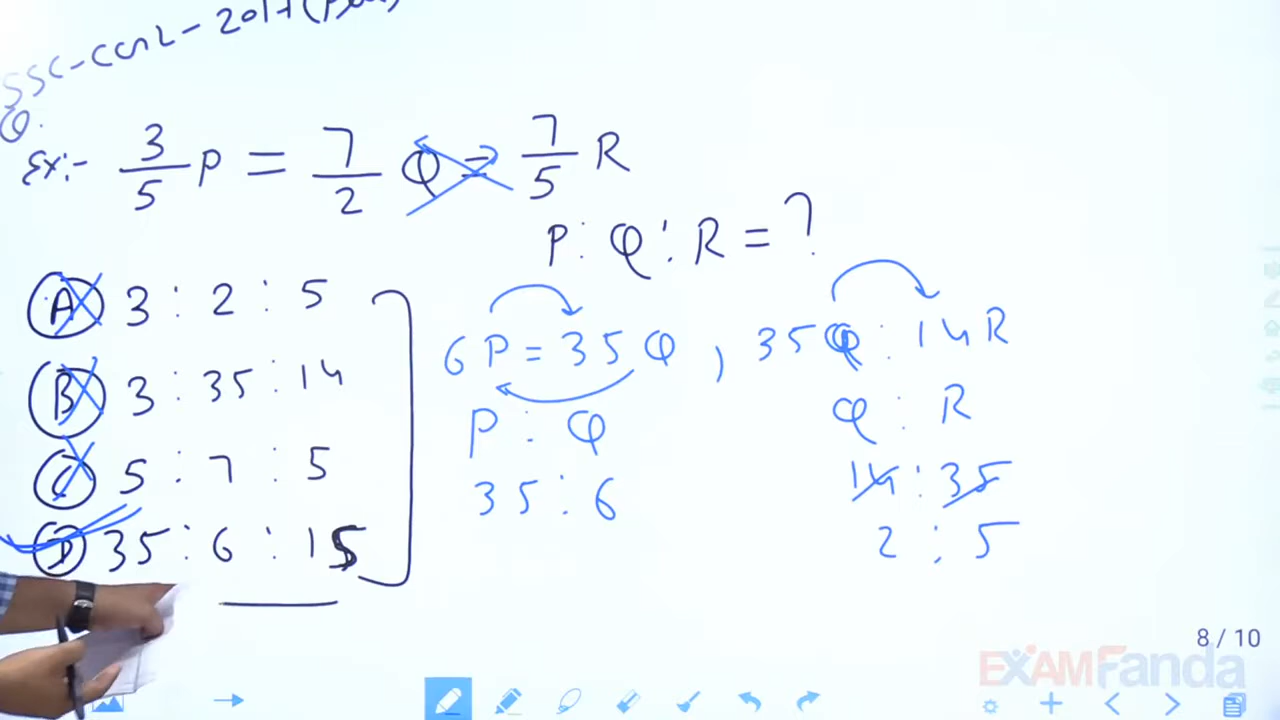 SSC-CGL-2017
Q.
Ex:- 3/5 P = 7/2 Q = 7/5 R
P : Q : R = ?
(A) 3 : 2 : 5
(B) 3 : 35 : 14
(C) 5 : 7 : 5
(D) 35 : 6 : 15
6P = 35Q , 35Q : 14R
P : Q
35 : 6
Q : R
14 : 35
2 : 5
8 / 10
EXAMFanda